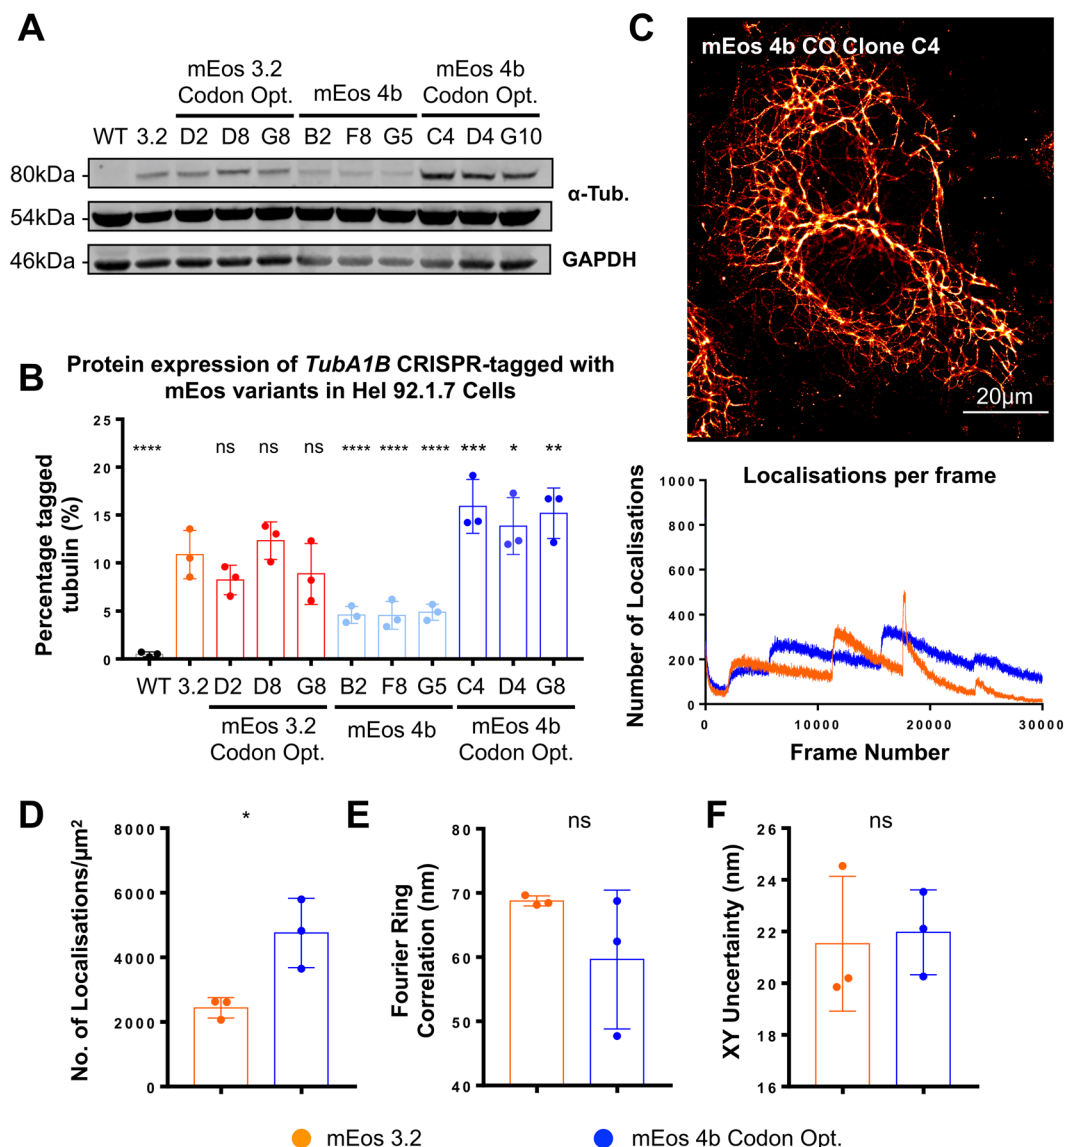 A
mEos 3.2
Codon Opt.
mEos 4b
mEos 4b
Codon Opt.
WT 3.2 D2 D8 G8 B2 F8 G5 C4 D4 G10
80kDa
α-Tub.
54kDa
46kDa
GAPDH
B
Protein expression of TubA1B CRISPR-tagged with
mEos variants in Hel 92.1.7 Cells
Percentage tagged
tubulin (%)
25
20
15
10
5
0
**** ns ns ns **** **** **** *** * **
WT 3.2 D2 D8 G8 B2 F8 G5 C4 D4 G8
mEos 3.2
Codon Opt.
mEos 4b
mEos 4b
Codon Opt.
C
mEos 4b CO Clone C4
20µm
Localisations per frame
Number of Localisations
1000
800
600
400
200
0
0 10000 20000 30000
Frame Number
D
*
No. of Localisations/µm²
8000
6000
4000
2000
0
E
ns
Fourier Ring
Correlation (nm)
80
70
60
50
40
F
ns
XY Uncertainty (nm)
26
24
22
20
18
16
mEos 3.2
mEos 4b Codon Opt.